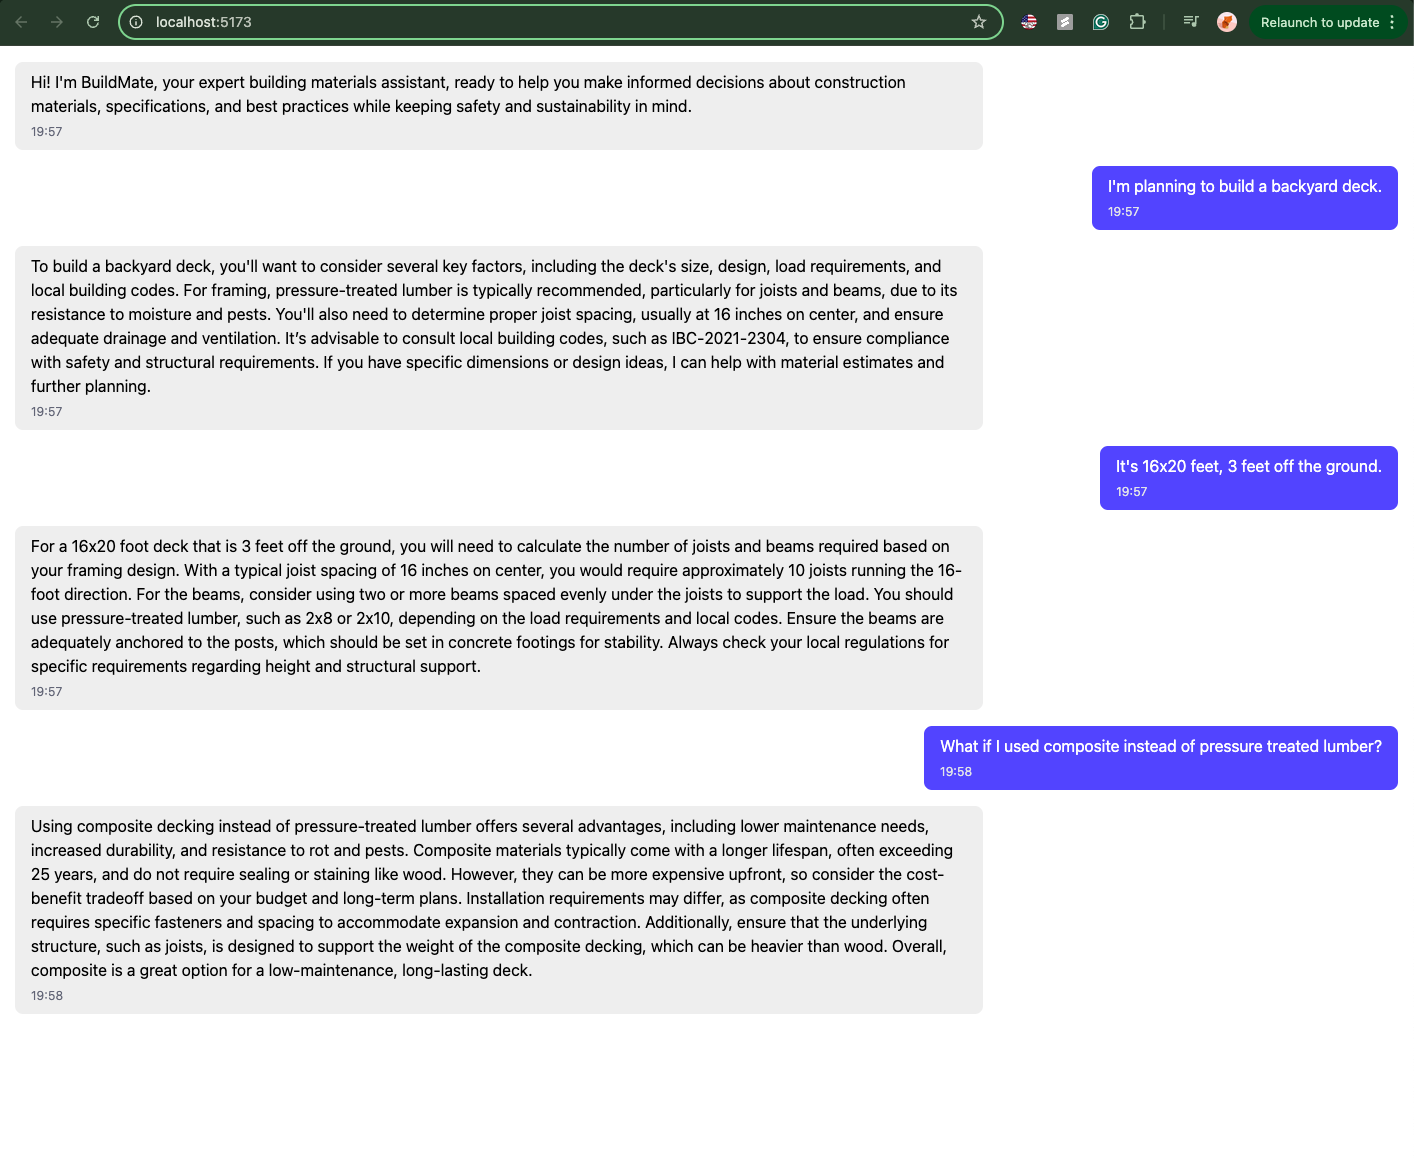 localhost:5173
Relaunch to update
Hi! I'm BuildMate, your expert building materials assistant, ready to help you make informed decisions about construction
materials, specifications, and best practices while keeping safety and sustainability in mind.
19:57
I'm planning to build a backyard deck.
19:57
To build a backyard deck, you'll want to consider several key factors, including the deck's size, design, load requirements, and
local building codes. For framing, pressure-treated lumber is typically recommended, particularly for joists and beams, due to its
resistance to moisture and pests. You'll also need to determine proper joist spacing, usually at 16 inches on center, and ensure
adequate drainage and ventilation. It’s advisable to consult local building codes, such as IBC-2021-2304, to ensure compliance
with safety and structural requirements. If you have specific dimensions or design ideas, I can help with material estimates and
further planning.
19:57
It's 16x20 feet, 3 feet off the ground.
19:57
For a 16x20 foot deck that is 3 feet off the ground, you will need to calculate the number of joists and beams required based on
your framing design. With a typical joist spacing of 16 inches on center, you would require approximately 10 joists running the 16-
foot direction. For the beams, consider using two or more beams spaced evenly under the joists to support the load. You should
use pressure-treated lumber, such as 2x8 or 2x10, depending on the load requirements and local codes. Ensure the beams are
adequately anchored to the posts, which should be set in concrete footings for stability. Always check your local regulations for
specific requirements regarding height and structural support.
19:57
What if I used composite instead of pressure treated lumber?
19:58
Using composite decking instead of pressure-treated lumber offers several advantages, including lower maintenance needs,
increased durability, and resistance to rot and pests. Composite materials typically come with a longer lifespan, often exceeding
25 years, and do not require sealing or staining like wood. However, they can be more expensive upfront, so consider the cost-
benefit tradeoff based on your budget and long-term plans. Installation requirements may differ, as composite decking often
requires specific fasteners and spacing to accommodate expansion and contraction. Additionally, ensure that the underlying
structure, such as joists, is designed to support the weight of the composite decking, which can be heavier than wood. Overall,
composite is a great option for a low-maintenance, long-lasting deck.
19:58